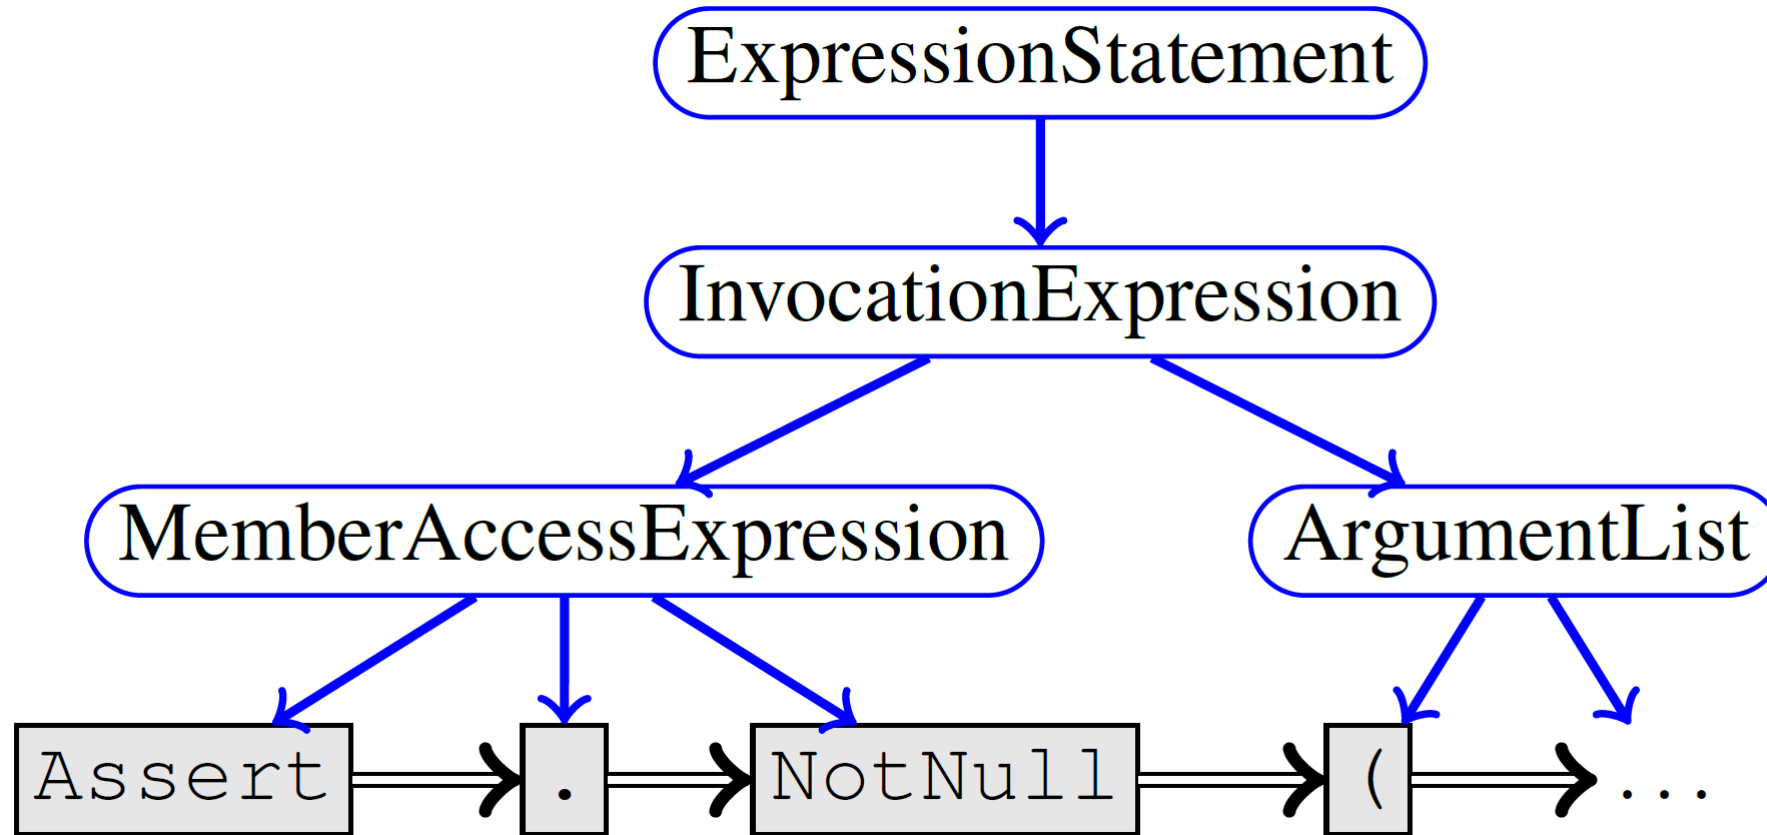 ExpressionStatement
InvocationExpression
MemberAccessExpression ArgumentList
Assert . NotNull ( ...